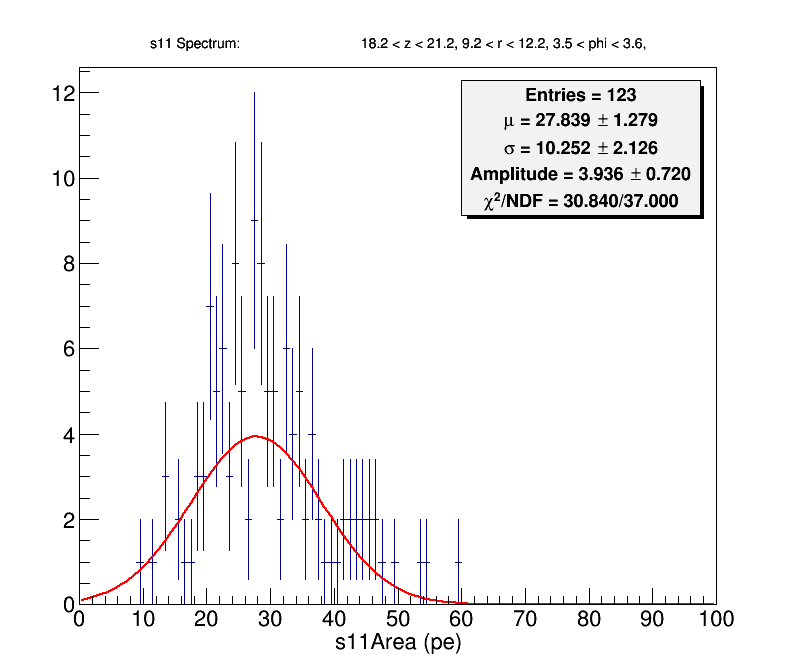 s11 Spectrum: 18.2 < z < 21.2, 9.2 < r < 12.2, 3.5 < phi < 3.6,
Entries = 123
μ = 27.839 ± 1.279
σ = 10.252 ± 2.126
Amplitude = 3.936 ± 0.720
χ²/NDF = 30.840/37.000
12
10
8
6
4
2
0
0 10 20 30 40 50 60 70 80 90 100
s11Area (pe)